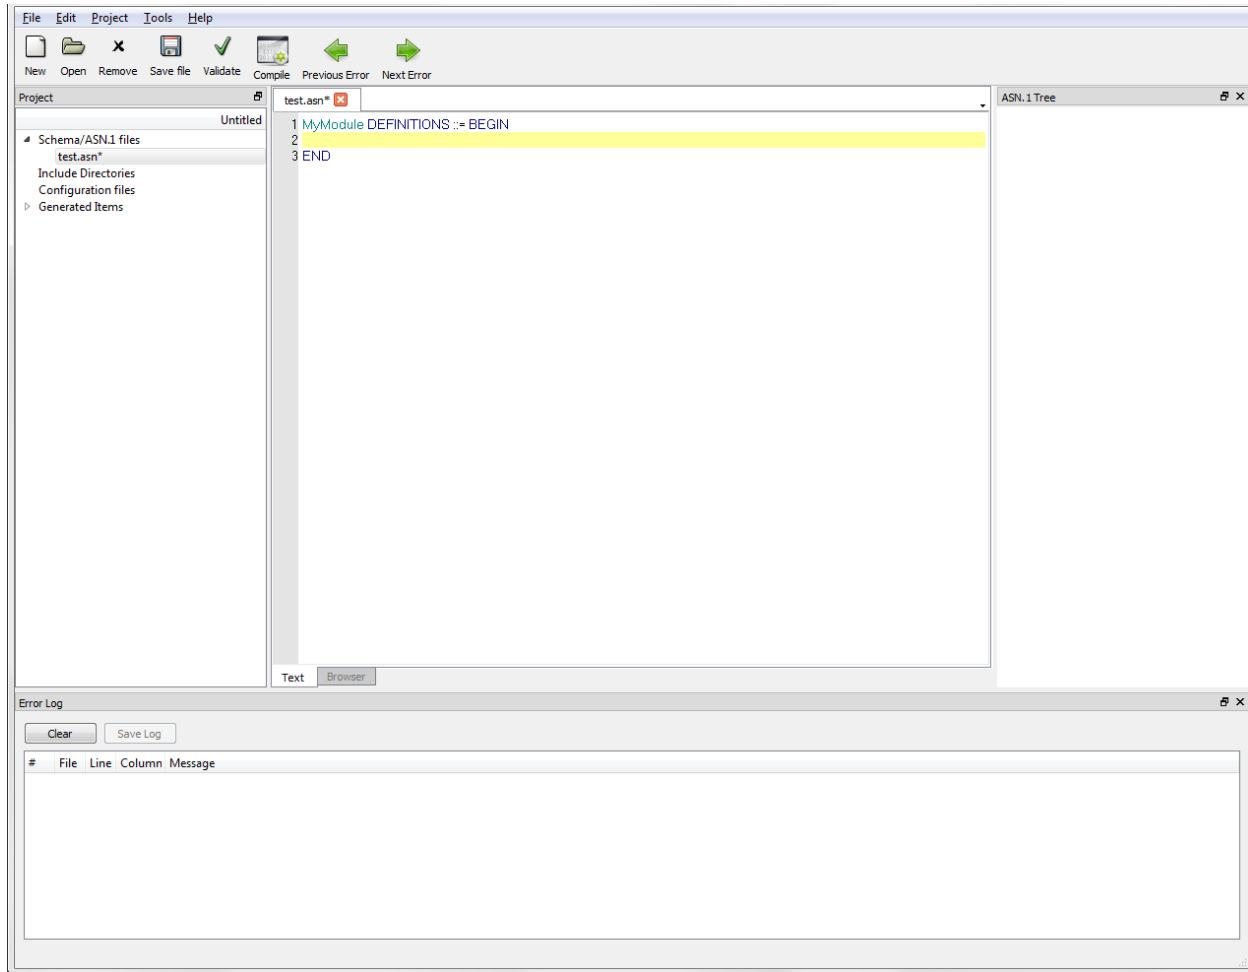 File Edit Project Tools Help
New Open Remove Save file Validate Compile Previous Error Next Error
Project
Untitled
Schema/ASN.1 files
test.asn*
Include Directories
Configuration files
Generated Items
test.asn*
1 MyModule DEFINITIONS ::= BEGIN
2
3 END
Text Browser
ASN.1 Tree
Error Log
Clear Save Log
# File Line Column Message